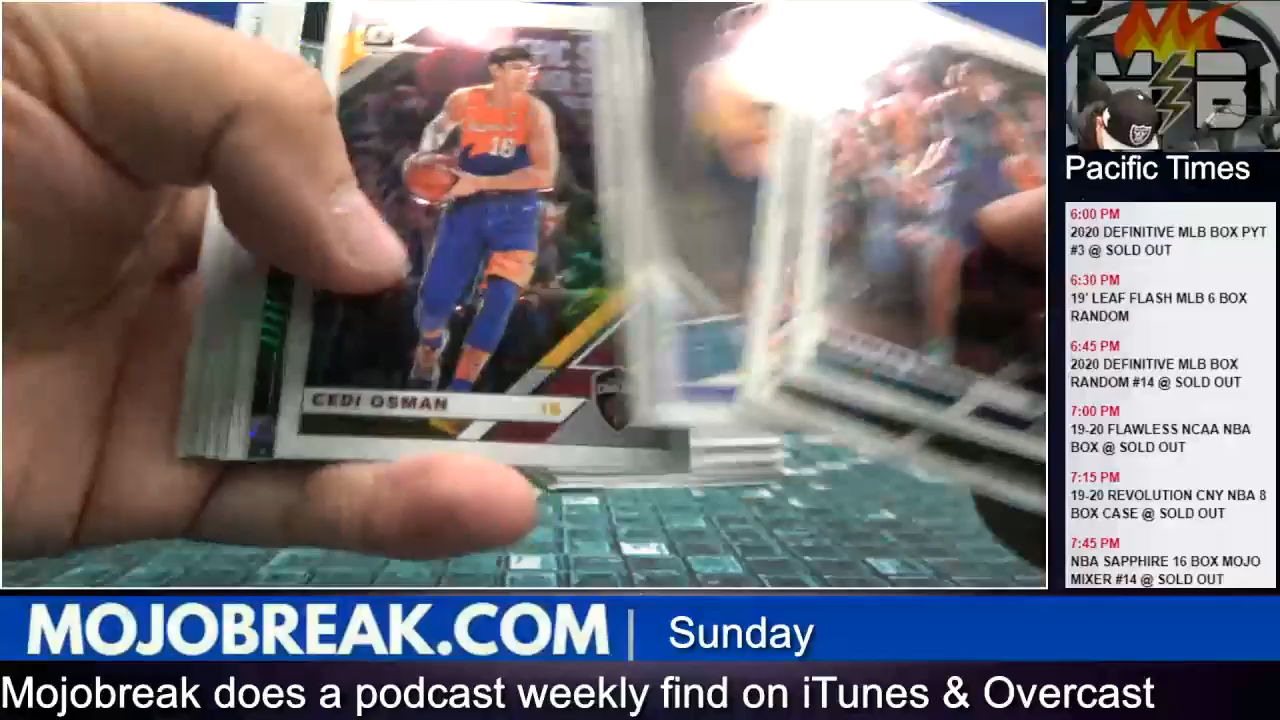 CEDI OSMAN
16
16
Pacific Times
6:00 PM
2020 DEFINITIVE MLB BOX PYT
#3 @ SOLD OUT
6:30 PM
19' LEAF FLASH MLB 6 BOX
RANDOM
6:45 PM
2020 DEFINITIVE MLB BOX
RANDOM #14 @ SOLD OUT
7:00 PM
19-20 FLAWLESS NCAA NBA
BOX @ SOLD OUT
7:15 PM
19-20 REVOLUTION CNY NBA 8
BOX CASE @ SOLD OUT
7:45 PM
NBA SAPPHIRE 16 BOX MOJO
MIXER #14 @ SOLD OUT
MOJOBREAK.COM | Sunday
Mojobreak does a podcast weekly find on iTunes & Overcast